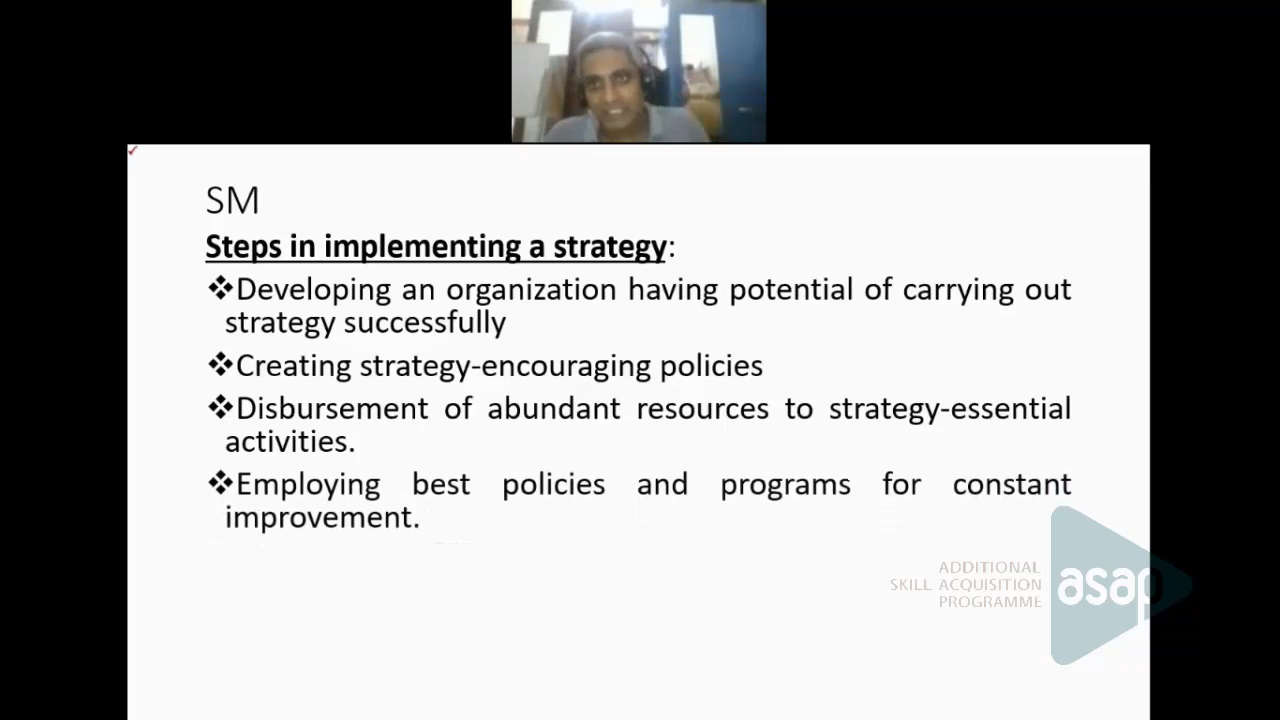 SM
Steps in implementing a strategy:
❖Developing an organization having potential of carrying out
strategy successfully
❖Creating strategy-encouraging policies
❖Disbursement of abundant resources to strategy-essential
activities.
❖Employing best policies and programs for constant
improvement.
ADDITIONAL
SKILL ACQUISITION
PROGRAMME
asap